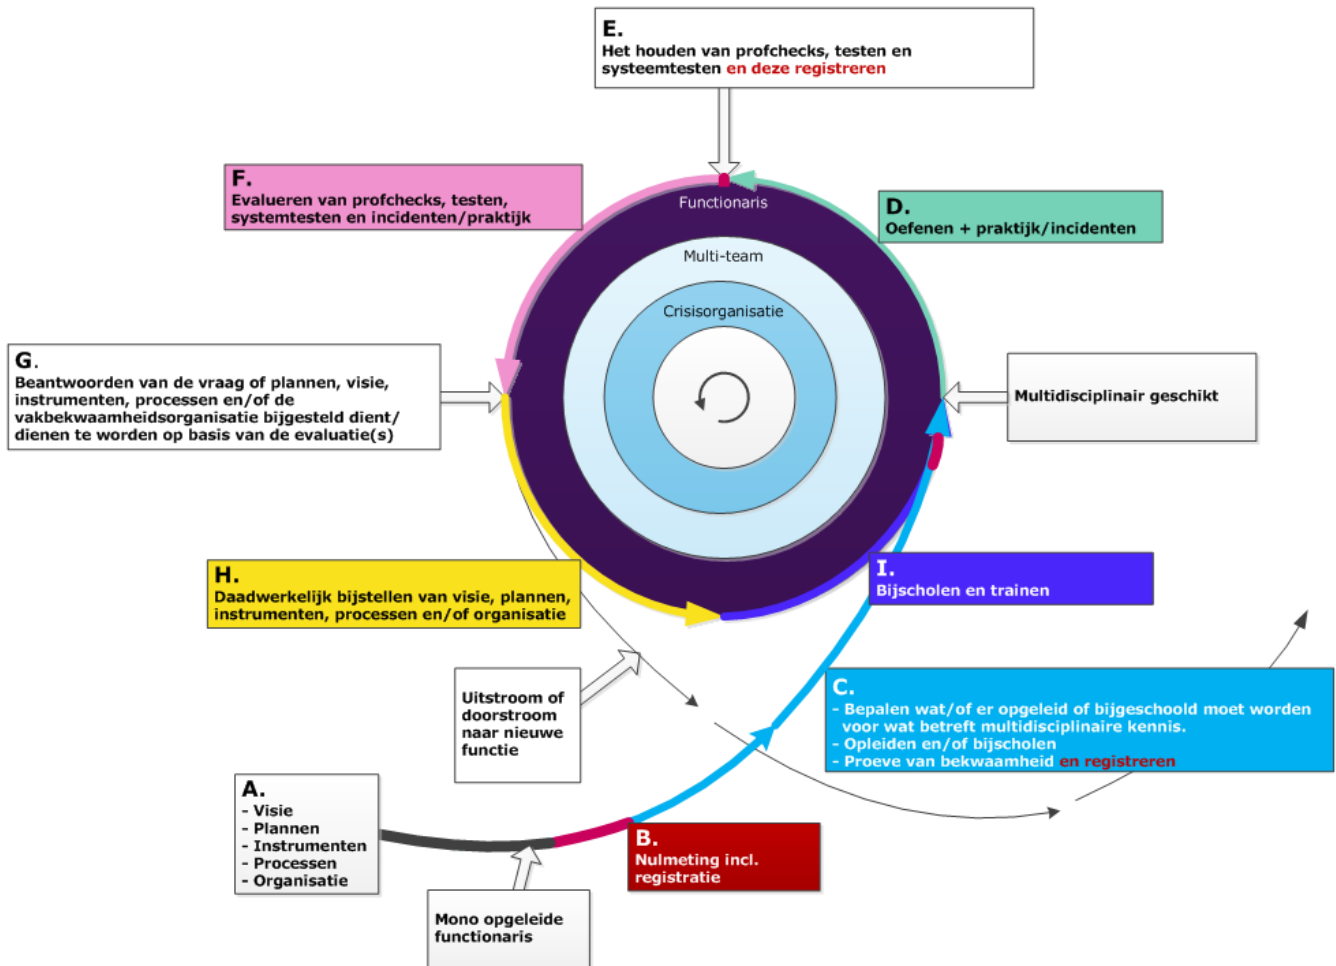 E.
Het houden van profchecks, testen en
systeemtesten en deze registreren
F.
Evalueren van profchecks, testen,
systemtesten en incidenten/praktijk
D.
Oefenen + praktijk/incidenten
Functionaris
Multi-team
Crisisorganisatie
G.
Beantwoorden van de vraag of plannen, visie,
instrumenten, processen en/of de
vakbekwaamheidsorganisatie bijgesteld dient/
dienen te worden op basis van de evaluatie(s)
Multidisciplinair geschikt
H.
Daadwerkelijk bijstellen van visie, plannen,
instrumenten, processen en/of organisatie
I.
Bijscholen en trainen
Uitstroom of
doorstroom
naar nieuwe
functie
C.
- Bepalen wat/of er opgeleid of bijgeschoold moet worden
voor wat betreft multidisciplinaire kennis.
- Opleiden en/of bijscholen
- Proeve van bekwaamheid en registreren
A.
- Visie
- Plannen
- Instrumenten
- Processen
- Organisatie
B.
Nulmeting incl.
registratie
Mono opgeleide
functionaris